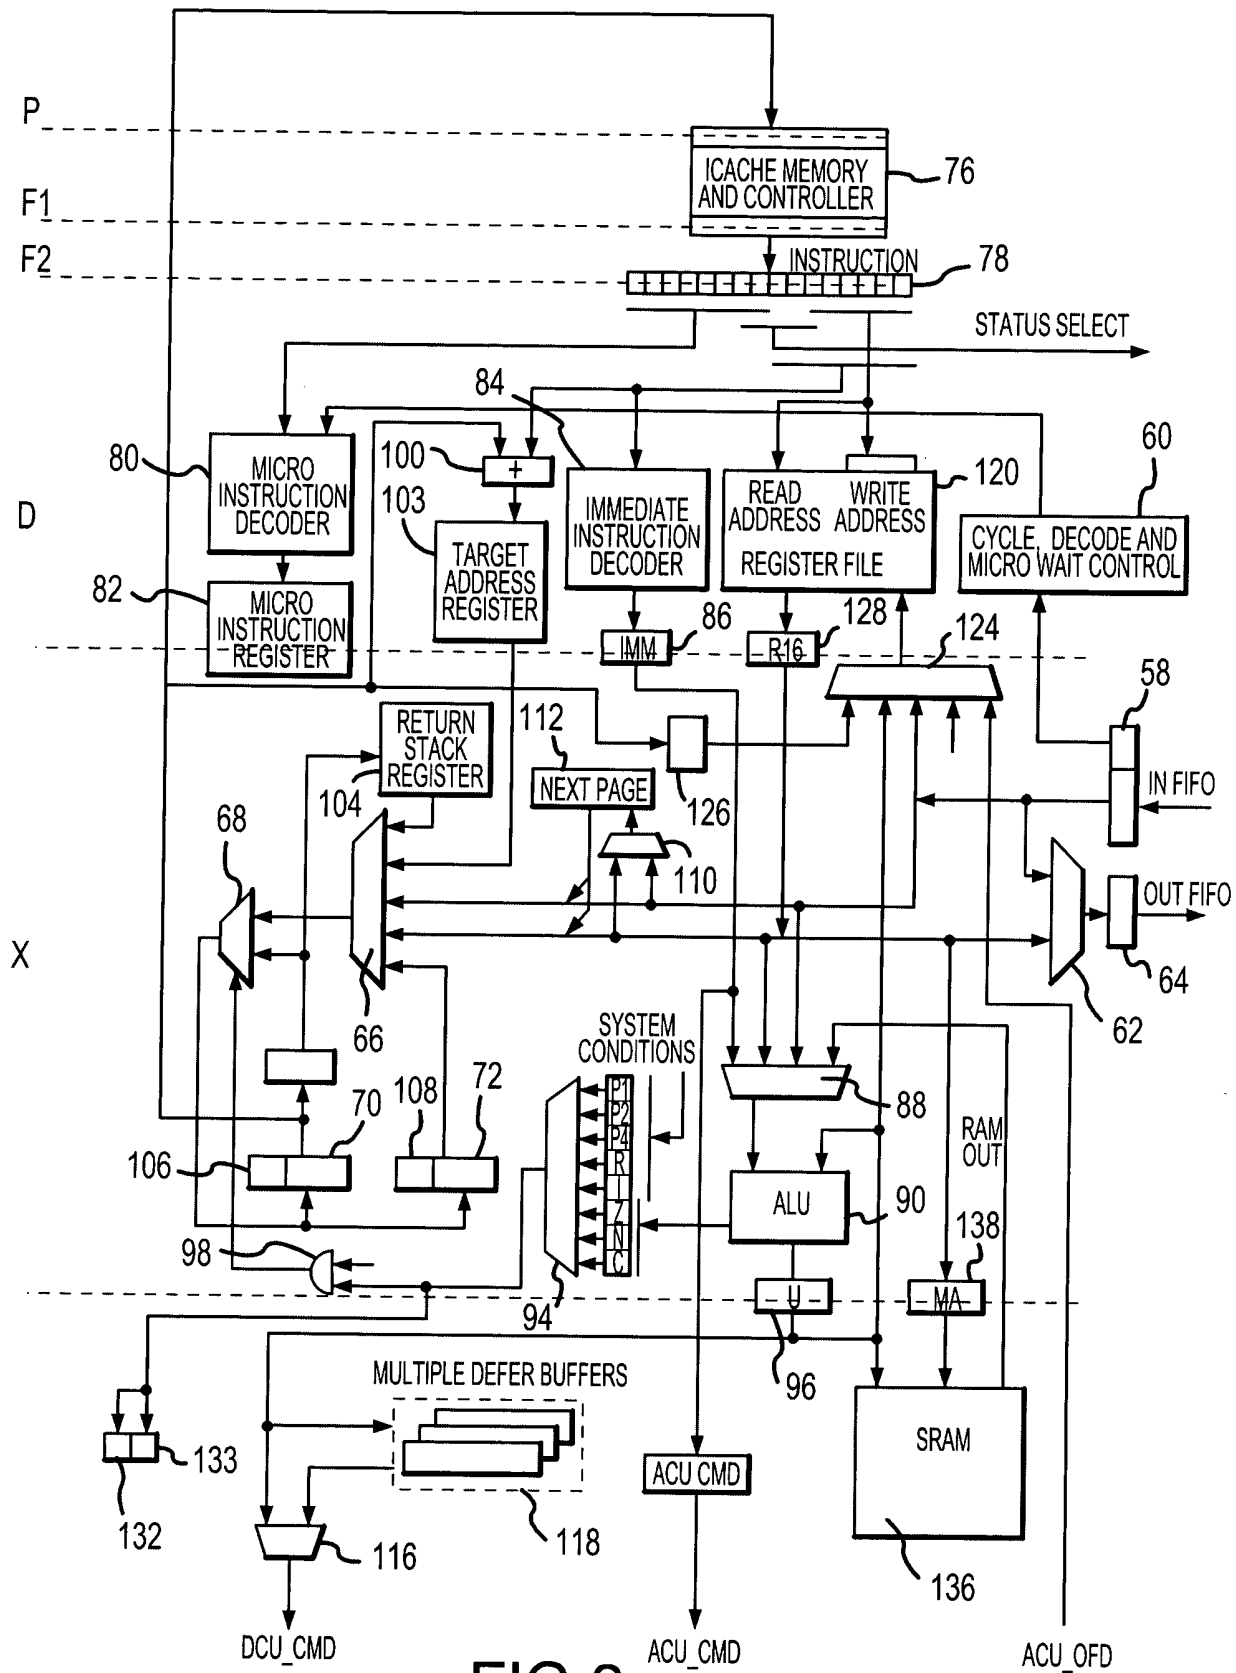 P
ICACHE MEMORY
AND CONTROLLER
76
F1
F2
INSTRUCTION
78
STATUS SELECT
84
80
MICRO
INSTRUCTION
DECODER
100
+
103
TARGET
ADDRESS
REGISTER
IMMEDIATE
INSTRUCTION
DECODER
READ
ADDRESS
WRITE
ADDRESS
REGISTER FILE
120
60
CYCLE, DECODE AND
MICRO WAIT CONTROL
D
82
MICRO
INSTRUCTION
REGISTER
IMM
86
R16
128
124
58
RETURN
STACK
REGISTER
104
112
NEXT PAGE
126
IN FIFO
68
110
OUT FIFO
X
66
64
62
SYSTEM
CONDITIONS
88
108
72
70
106
P1
P2
P4
R
I
Z
N
C
RAM
OUT
ALU
90
98
138
94
U
MA
96
MULTIPLE DEFER BUFFERS
SRAM
133
132
ACU CMD
118
116
136
DCU_CMD
ACU_CMD
ACU_OFD